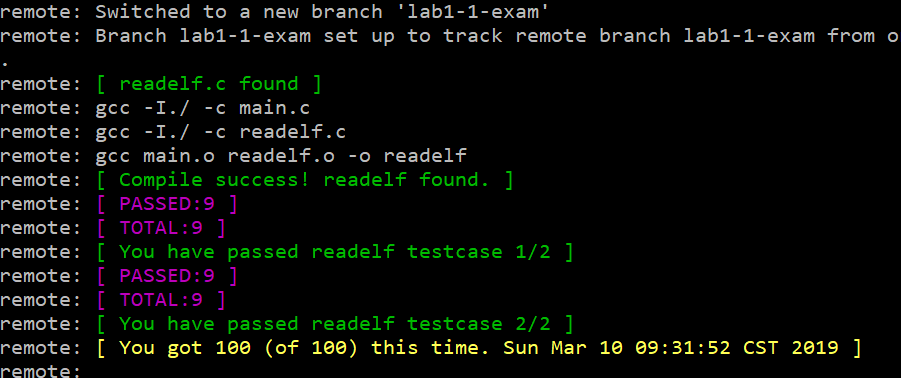 remote: Switched to a new branch 'lab1-1-exam'
remote: Branch lab1-1-exam set up to track remote branch lab1-1-exam from o
.
remote: [ readelf.c found ]
remote: gcc -I./ -c main.c
remote: gcc -I./ -c readelf.c
remote: gcc main.o readelf.o -o readelf
remote: [ Compile success! readelf found. ]
remote: [ PASSED:9 ]
remote: [ TOTAL:9 ]
remote: [ You have passed readelf testcase 1/2 ]
remote: [ PASSED:9 ]
remote: [ TOTAL:9 ]
remote: [ You have passed readelf testcase 2/2 ]
remote: [ You got 100 (of 100) this time. Sun Mar 10 09:31:52 CST 2019 ]
remote: